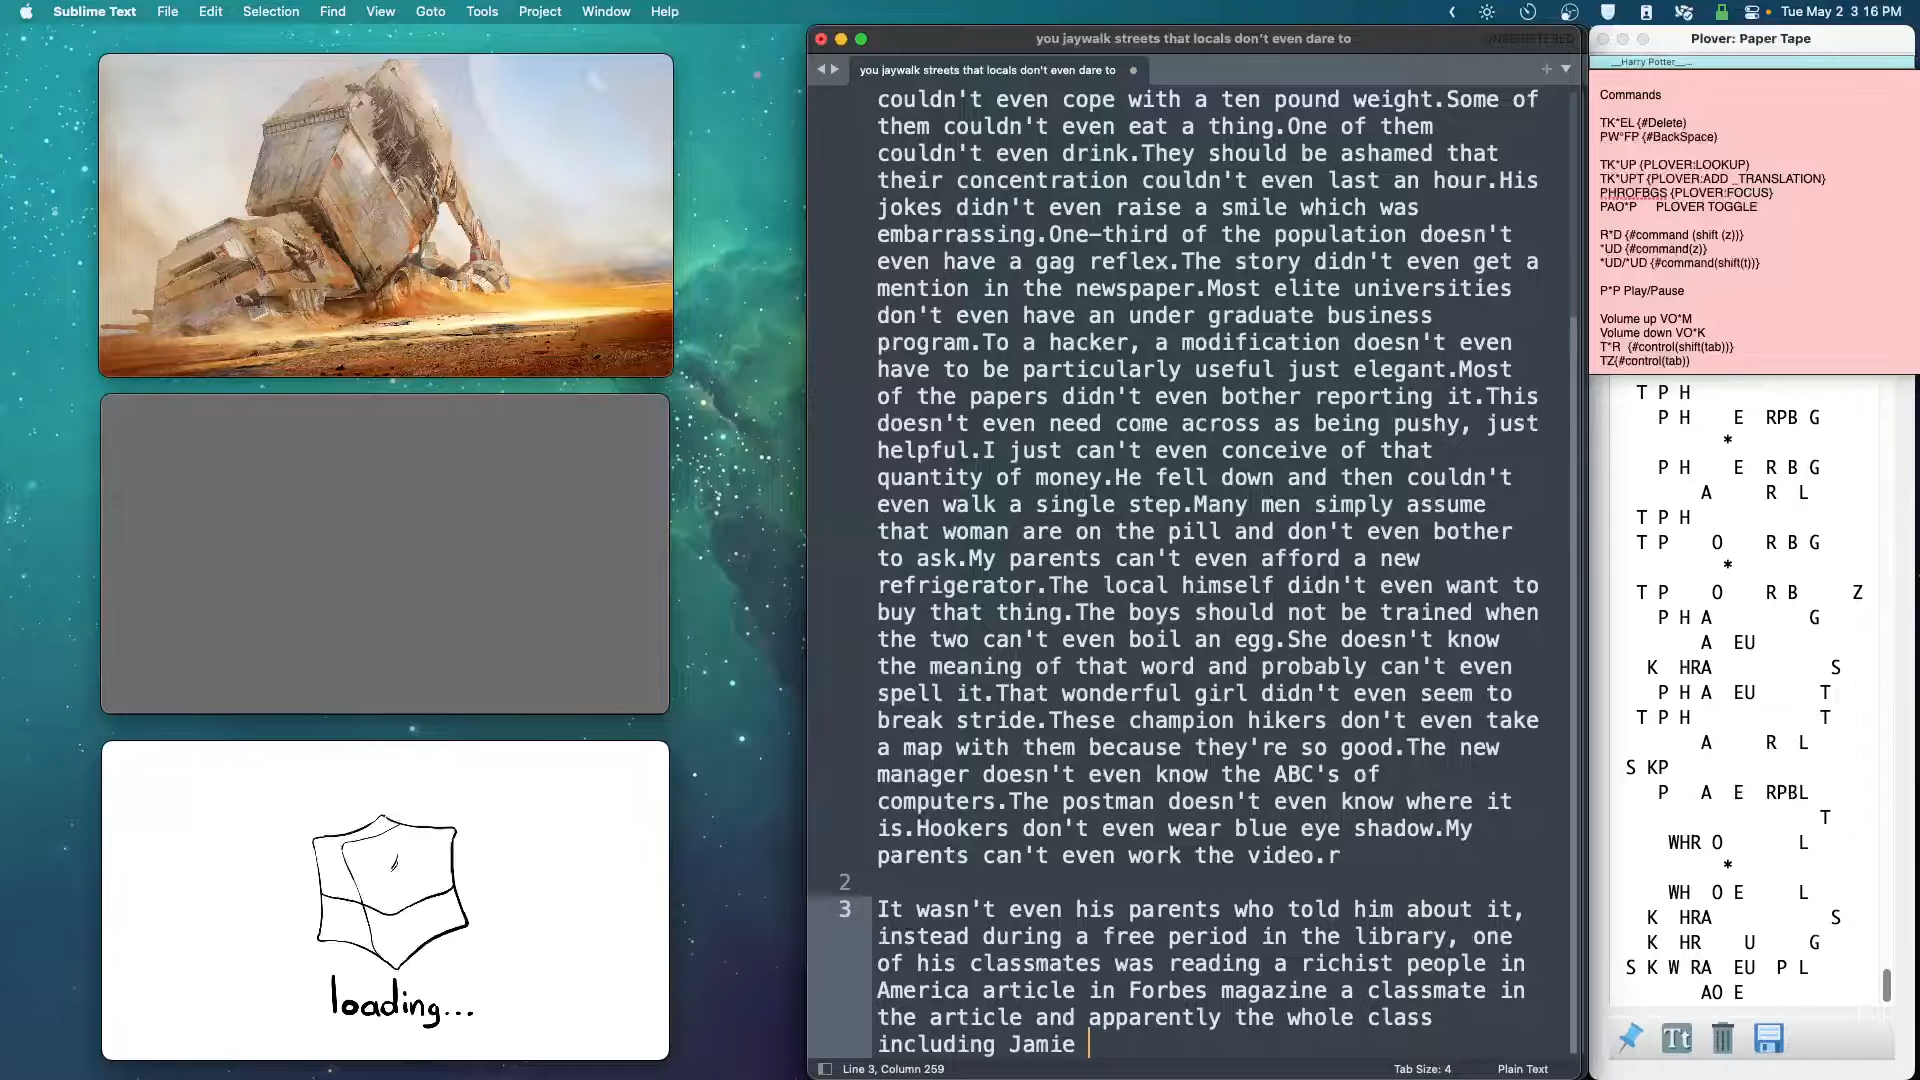 Sublime Text File Edit Selection Find View Goto Tools Project Window Help Tue May 2 3:16 PM
you jaywalk streets that locals don't even dare to
UNREGISTERED
you jaywalk streets that locals don't even dare to
couldn't even cope with a ten pound weight.Some of
them couldn't even eat a thing.One of them
couldn't even drink.They should be ashamed that
their concentration couldn't even last an hour.His
jokes didn't even raise a smile which was
embarrassing.One-third of the population doesn't
even have a gag reflex.The story didn't even get a
mention in the newspaper.Most elite universities
don't even have an under graduate business
program.To a hacker, a modification doesn't even
have to be particularly useful just elegant.Most
of the papers didn't even bother reporting it.This
doesn't even need come across as being pushy, just
helpful.I just can't even conceive of that
quantity of money.He fell down and then couldn't
even walk a single step.Many men simply assume
that woman are on the pill and don't even bother
to ask.My parents can't even afford a new
refrigerator.The local himself didn't even want to
buy that thing.The boys should not be trained when
the two can't even boil an egg.She doesn't know
the meaning of that word and probably can't even
spell it.That wonderful girl didn't even seem to
break stride.These champion hikers don't even take
a map with them because they're so good.The new
manager doesn't even know the ABC's of
computers.The postman doesn't even know where it
is.Hookers don't even wear blue eye shadow.My
parents can't even work the video.r
2
3 It wasn't even his parents who told him about it,
instead during a free period in the library, one
of his classmates was reading a richist people in
America article in Forbes magazine a classmate in
the article and apparently the whole class
including Jamie
Line 3, Column 259 Tab Size: 4 Plain Text
loading...
Plover: Paper Tape
__Harry Potter__...
Commands
TK*EL {#Delete}
PW*FP {#BackSpace}
TK*UP {PLOVER:LOOKUP}
TK*UPT {PLOVER:ADD _TRANSLATION}
PHROFBGS {PLOVER:FOCUS}
PAO*P PLOVER TOGGLE
R*D {#command (shift (z))}
*UD {#command(z)}
*UD/*UD {#command(shift(t))}
P*P Play/Pause
Volume up VO*M
Volume down VO*K
T*R {#control(shift(tab))}
TZ{#control(tab)}
T P H
P H E RPB G
*
P H E R B G
A R L
T P H
T P O R B G
*
T P O R B Z
P H A G
A EU
K HRA S
P H A EU T
T P H T
A R L
S KP
P A E RPBL
T
WHR O L
*
WH O E L
K HRA S
K HR U G
S K W RA EU P L
AO E
Tt